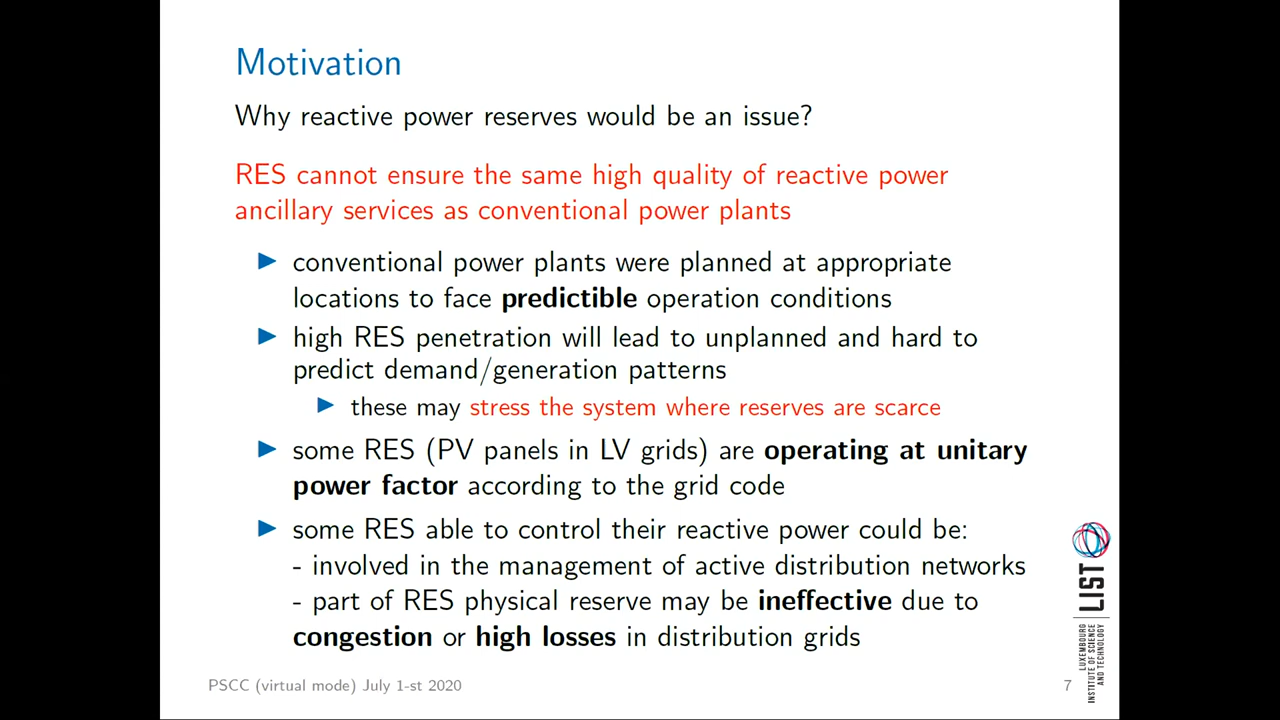 Motivation
Why reactive power reserves would be an issue?
RES cannot ensure the same high quality of reactive power
ancillary services as conventional power plants
conventional power plants were planned at appropriate
locations to face predictible operation conditions
high RES penetration will lead to unplanned and hard to
predict demand/generation patterns
these may stress the system where reserves are scarce
some RES (PV panels in LV grids) are operating at unitary
power factor according to the grid code
some RES able to control their reactive power could be:
- involved in the management of active distribution networks
- part of RES physical reserve may be ineffective due to
congestion or high losses in distribution grids
PSCC (virtual mode) July 1-st 2020
7
LIST
LUXEMBOURG
INSTITUTE OF SCIENCE
AND TECHNOLOGY